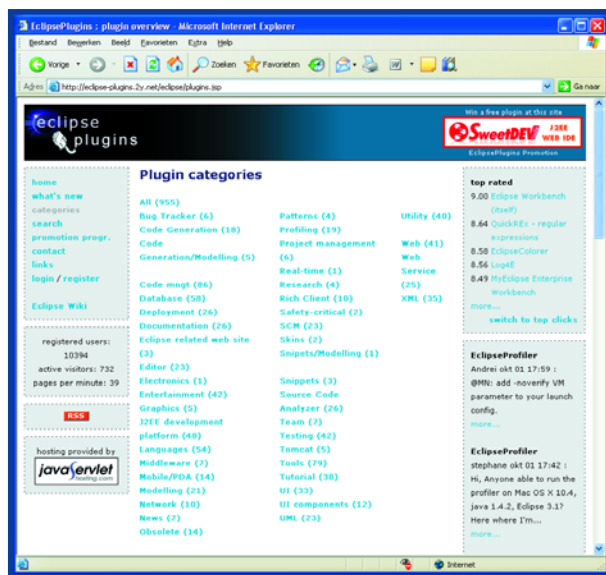 EclipsePlugins : plugin overview - Microsoft Internet Explorer
Bestand Bewerken Beeld Favorieten Extra Help
Vorige Zoeken Favorieten
Adres http://eclipse-plugins.2y.net/eclipse/plugins.jsp Ga naar
eclipse
plugins
Win a free plugin at this site
SweetDEV J2EE
WEB IDE
EclipsePlugins Promotion
home
what's new
categories
search
promotion progr.
contact
links
login / register
Eclipse Wiki
registered users:
10394
active visitors: 732
pages per minute: 39
RSS
hosting provided by
javaservlet
hosting.com
Plugin categories
All (955)
Bug Tracker (6)
Code Generation (18)
Code
Generation/Modelling (5)
Code mngt (86)
Database (58)
Deployment (26)
Documentation (26)
Eclipse related web site
(3)
Editor (23)
Electronics (1)
Entertainment (42)
Graphics (5)
J2EE development
platform (40)
Languages (54)
Middleware (7)
Mobile/PDA (14)
Modelling (21)
Network (10)
News (7)
Obsolete (14)
Patterns (4)
Profiling (19)
Project management
(6)
Real-time (1)
Research (4)
Rich Client (10)
Safety-critical (2)
SCM (23)
Skins (2)
Snipets/Modelling (1)
Snippets (3)
Source Code
Analyzer (26)
Team (7)
Testing (42)
Tomcat (5)
Tools (79)
Tutorial (38)
UI (33)
UI components (12)
UML (23)
Utility (40)
Web (41)
Web
Service
(25)
XML (35)
top rated
9.00 Eclipse Workbench
(itself)
8.64 QuickREx - regular
expressions
8.58 EclipseColorer
8.56 Log4E
8.49 MyEclipse Enterprise
Workbench
more...
switch to top clicks
EclipseProfiler
Andrei okt 01 17:59 :
@MN: add -noverify VM
parameter to your launch
config.
more...
EclipseProfiler
stephane okt 01 17:42 :
Hi, Anyone able to run the
profiler on Mac OS X 10.4,
java 1.4.2, Eclipse 3.1?
Here where I'm...
more...
Internet